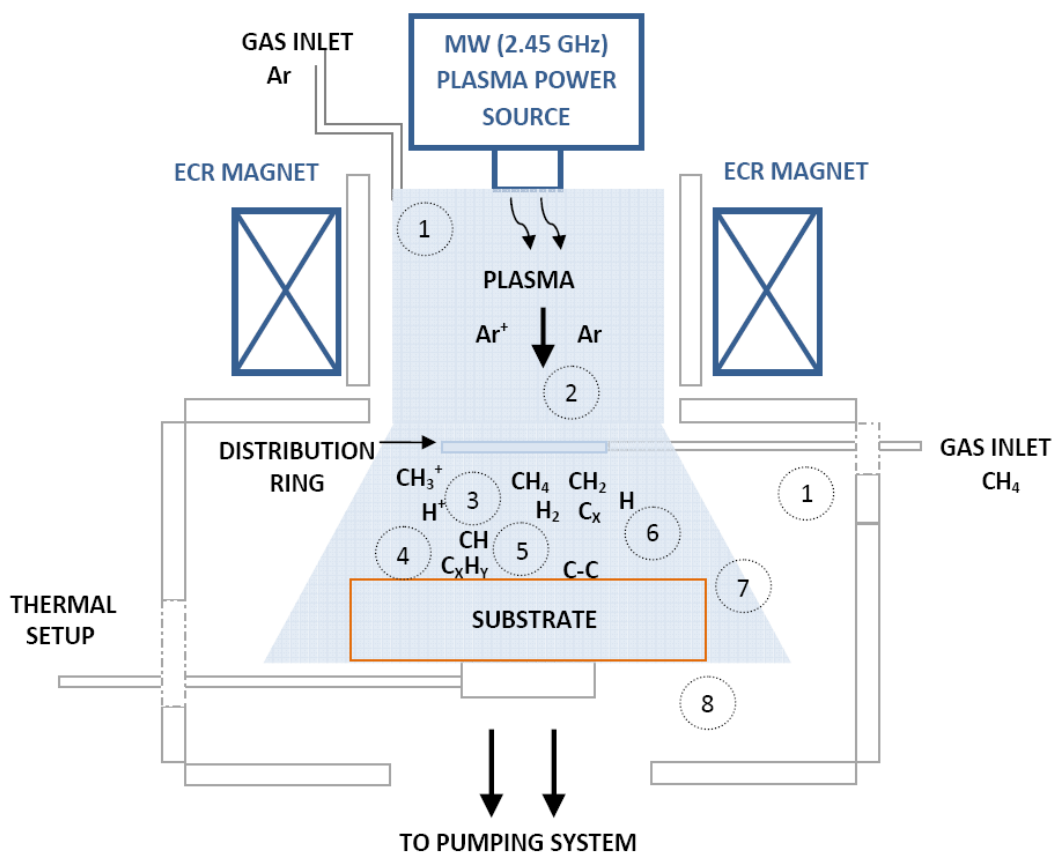 GAS INLET
Ar
MW (2.45 GHz)
PLASMA POWER
SOURCE
ECR MAGNET
ECR MAGNET
1
PLASMA
Ar⁺
Ar
2
DISTRIBUTION
RING
GAS INLET
CH₄
1
CH₃⁺
3
CH₄
CH₂
H⁺
H₂
Cₓ
H
6
4
CH
5
CₓHᵧ
C-C
7
THERMAL
SETUP
SUBSTRATE
8
TO PUMPING SYSTEM